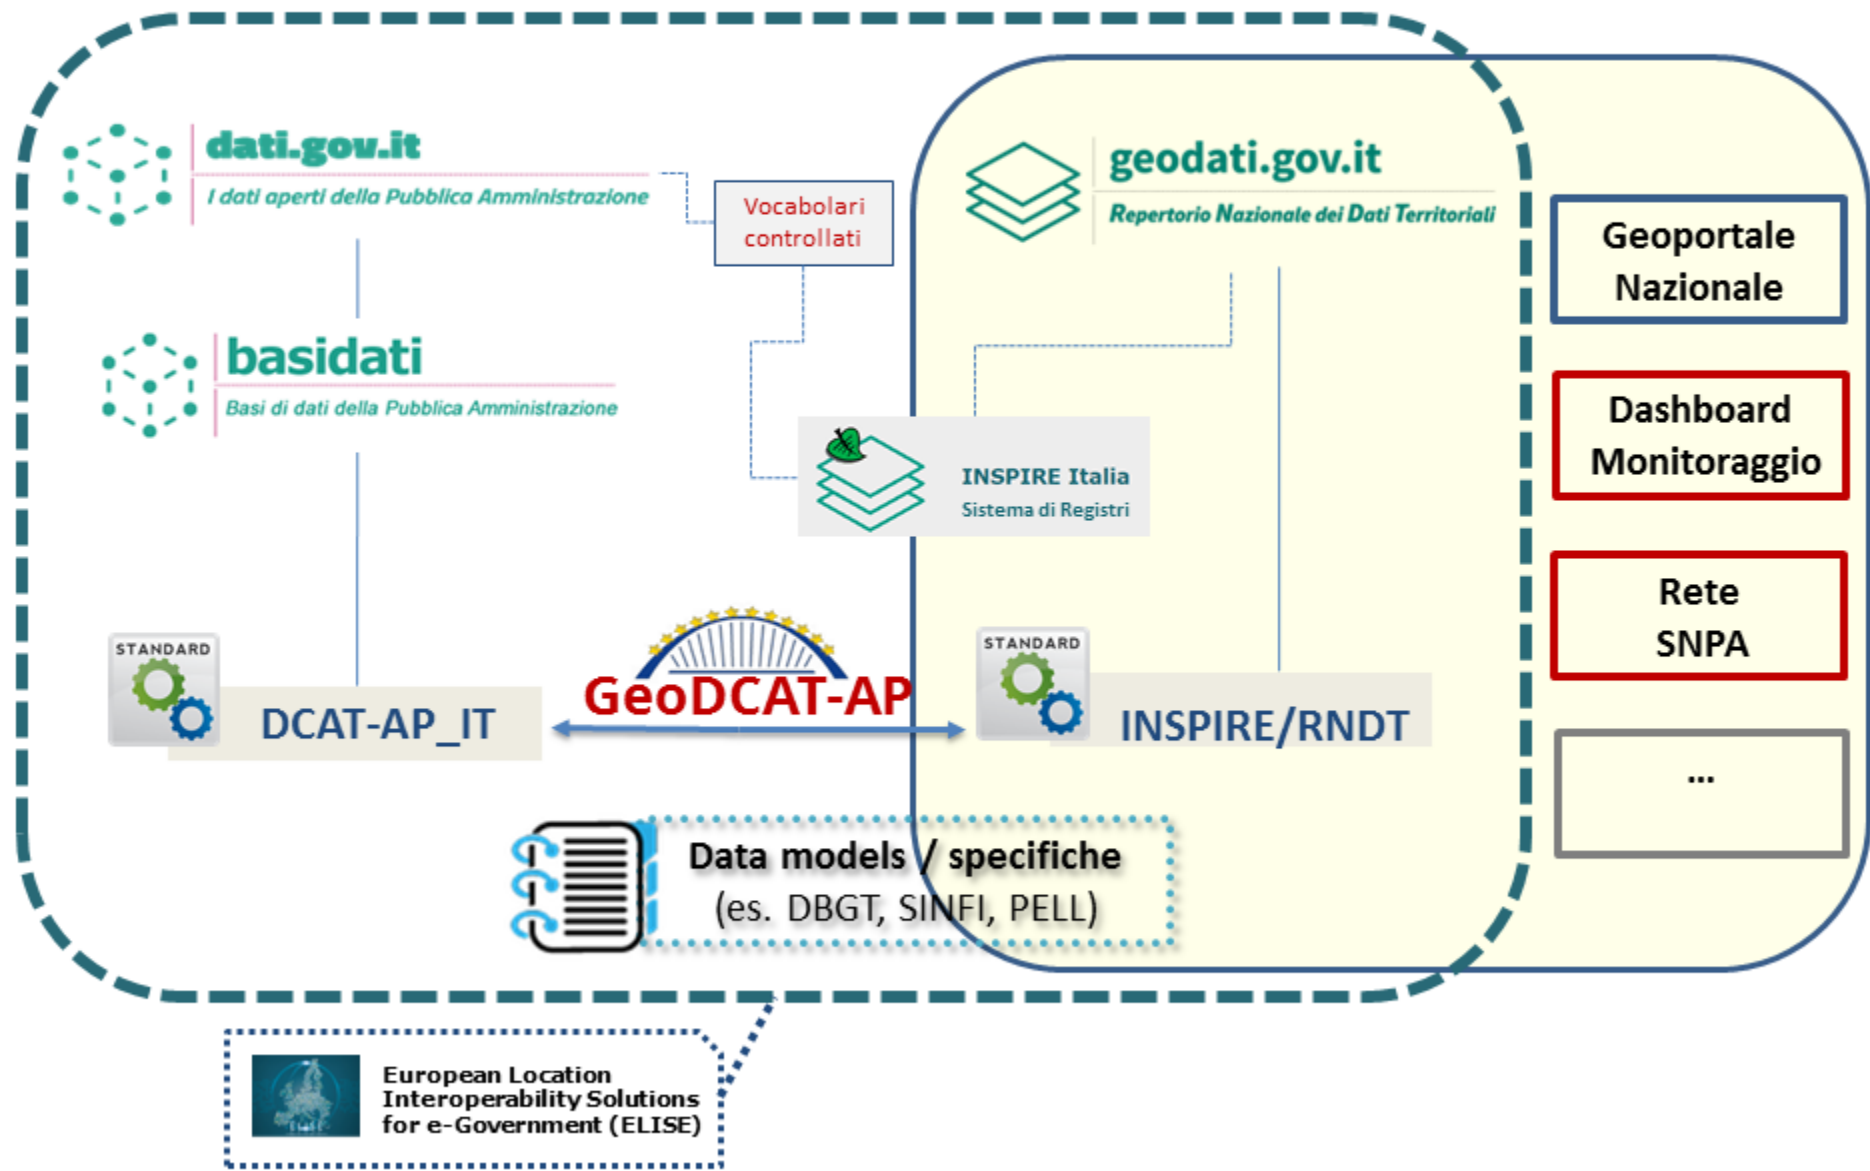 dati.gov.it
I dati aperti della Pubblica Amministrazione
Vocabolari
controllati
geodati.gov.it
Repertorio Nazionale dei Dati Territoriali
Geoportale
Nazionale
basidati
Basi di dati della Pubblica Amministrazione
Dashboard
Monitoraggio
INSPIRE Italia
Sistema di Registri
Rete
SNPA
STANDARD
DCAT-AP_IT
GeoDCAT-AP
STANDARD
INSPIRE/RNDT
...
Data models / specifiche
(es. DBGT, SINFI, PELL)
European Location
Interoperability Solutions
for e-Government (ELISE)